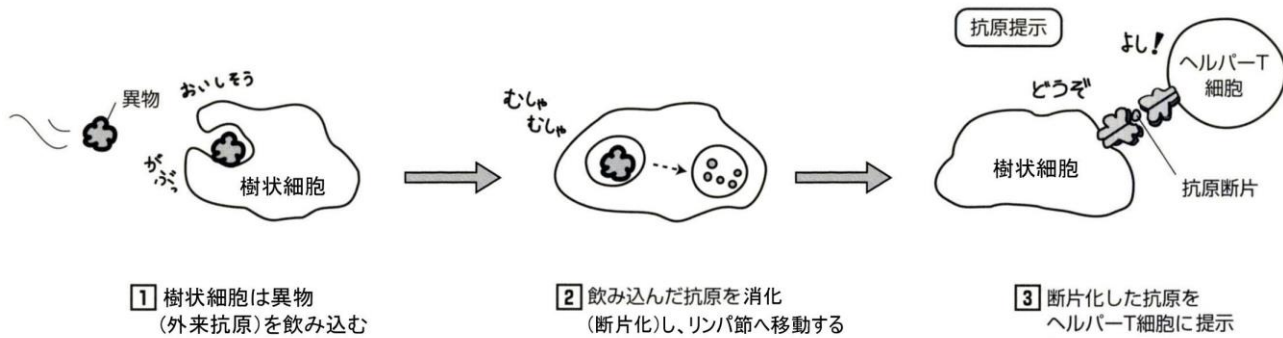 おいしそう
異物
がぶっ
樹状細胞
むしゃ
むしゃ
抗原提示
よし!
ヘルパーT
細胞
どうぞ
樹状細胞
抗原断片
1 樹状細胞は異物
(外来抗原)を飲み込む
2 飲み込んだ抗原を消化
(断片化)し、リンパ節へ移動する
3 断片化した抗原を
ヘルパーT細胞に提示